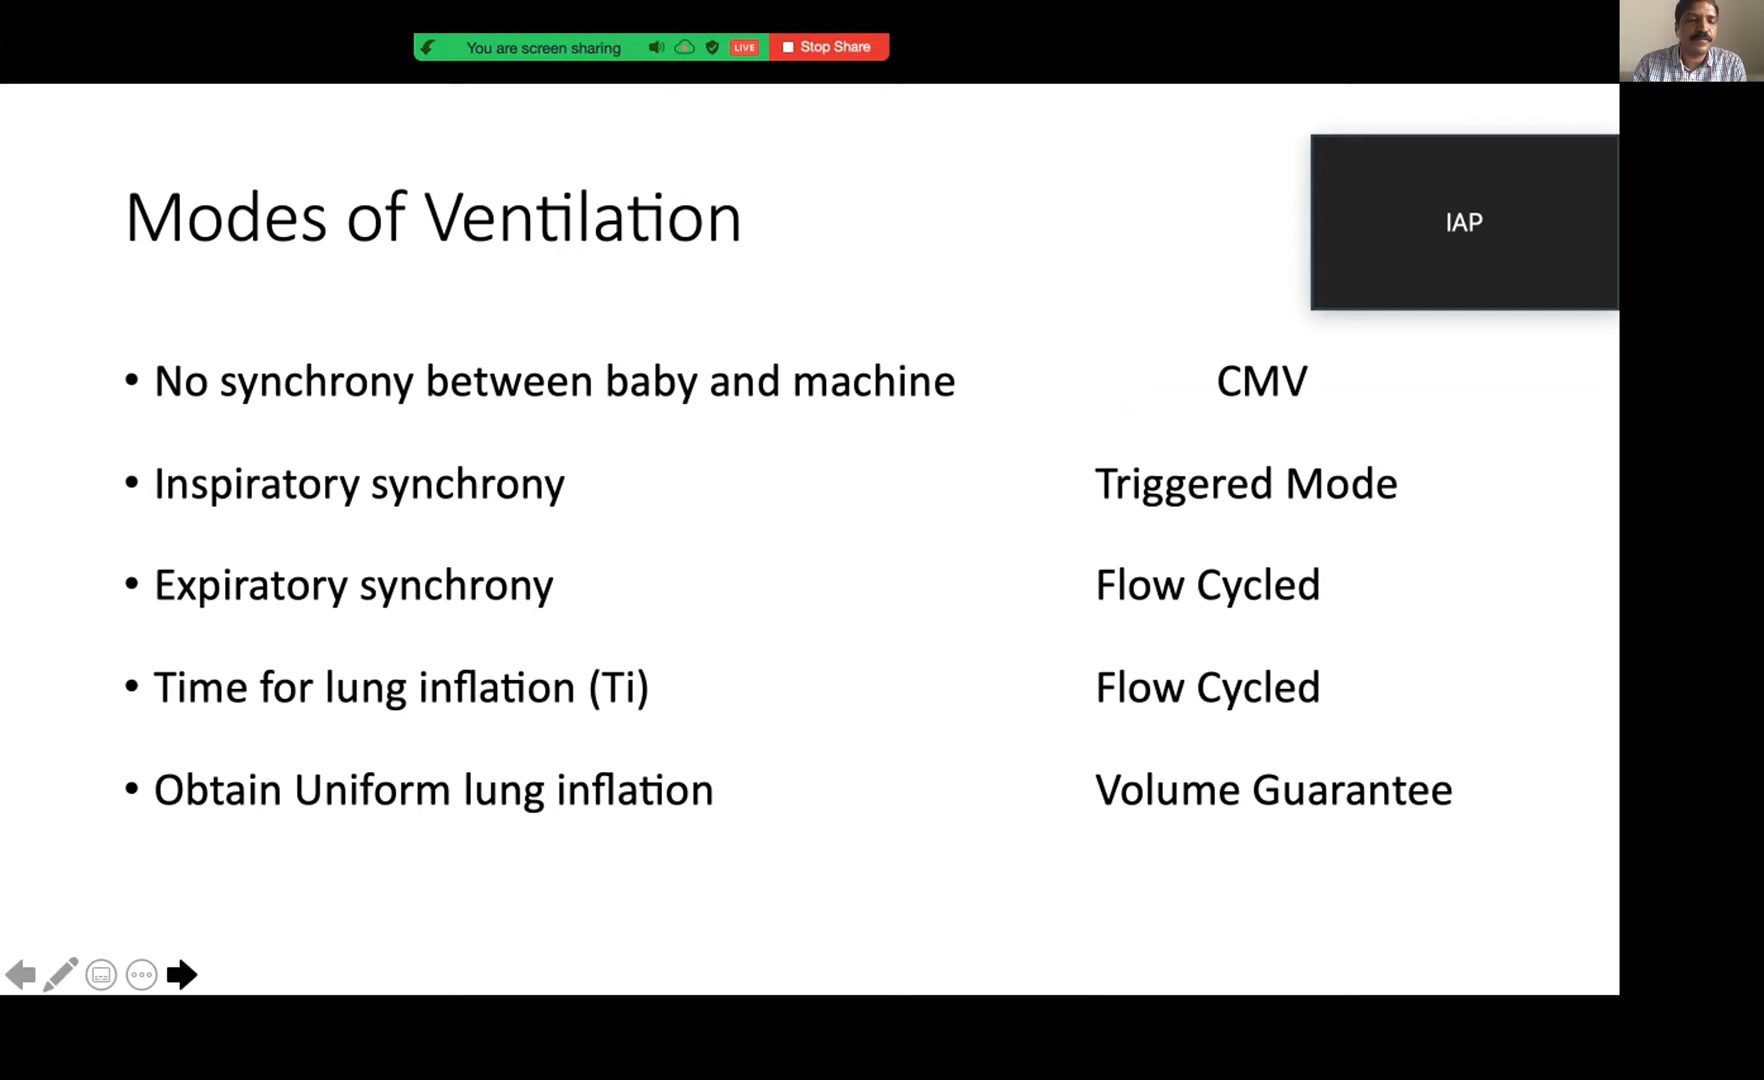 You are screen sharing LIVE Stop Share
Modes of Ventilation
IAP
• No synchrony between baby and machine CMV
• Inspiratory synchrony Triggered Mode
• Expiratory synchrony Flow Cycled
• Time for lung inflation (Ti) Flow Cycled
• Obtain Uniform lung inflation Volume Guarantee